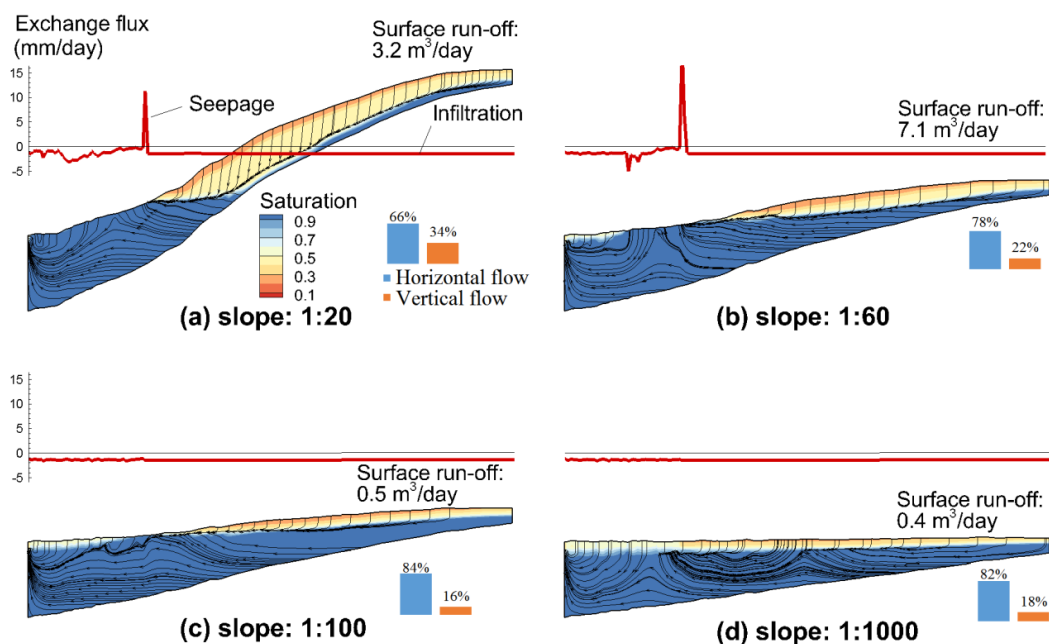 Exchange flux
(mm/day)
15
10
5
0
-5
Seepage
Surface run-off:
3.2 m³/day
Infiltration
Saturation
0.9
0.7
0.5
0.3
0.1
66%
34%
Horizontal flow
Vertical flow
(a) slope: 1:20
Surface run-off:
7.1 m³/day
78%
22%
(b) slope: 1:60
15
10
5
0
-5
Surface run-off:
0.5 m³/day
84%
16%
(c) slope: 1:100
Surface run-off:
0.4 m³/day
82%
18%
(d) slope: 1:1000